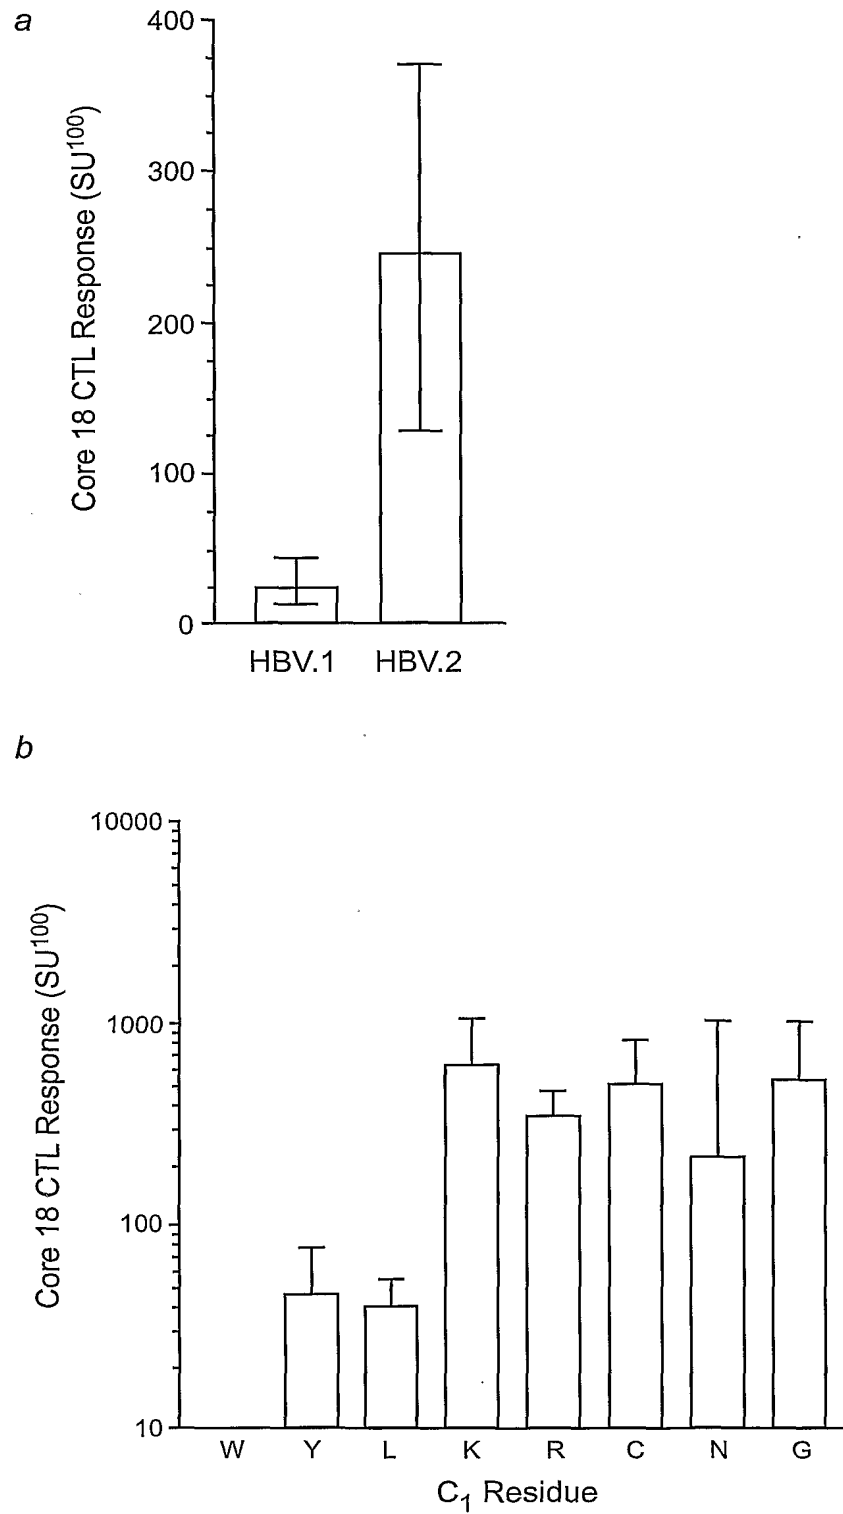 a
400
300
200
100
0
Core 18 CTL Response (SU100)
HBV.1 HBV.2
b
10000
1000
100
10
Core 18 CTL Response (SU100)
W Y L K R C N G
C1 Residue